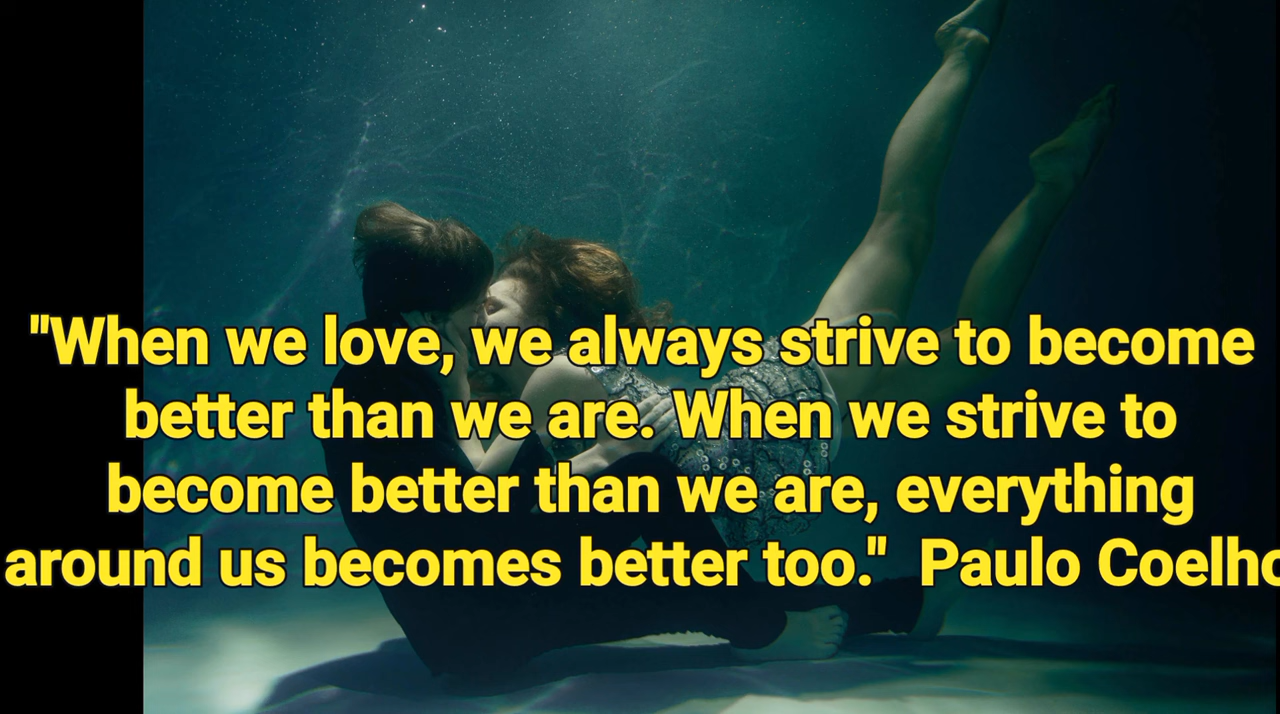 "When we love, we always strive to become
better than we are. When we strive to
become better than we are, everything
around us becomes better too."  Paulo Coelho